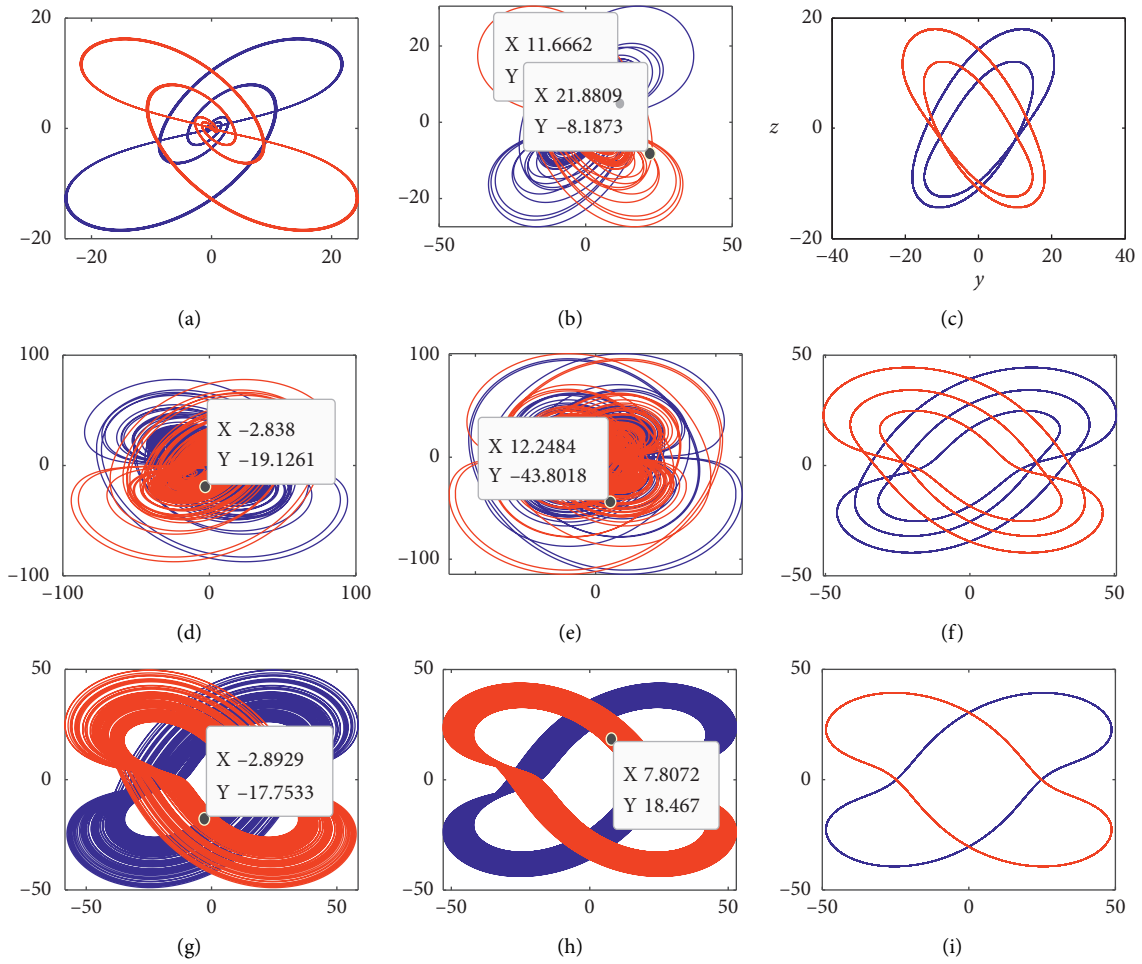 20
0
−20
−20
0
20
(a)
X 11.6662
Y
X 21.8809
Y −8.1873
20
0
−20
−50
0
50
(b)
20
z
0
−20
−40
−20
0
20
40
y
(c)
100
0
−100
X −2.838
Y −19.1261
−100
0
100
(d)
100
0
−100
X 12.2484
Y −43.8018
0
(e)
50
0
−50
−50
0
50
(f)
50
0
−50
X −2.8929
Y −17.7533
−50
0
50
(g)
50
0
−50
X 7.8072
Y 18.467
−50
0
50
(h)
50
0
−50
−50
0
50
(i)